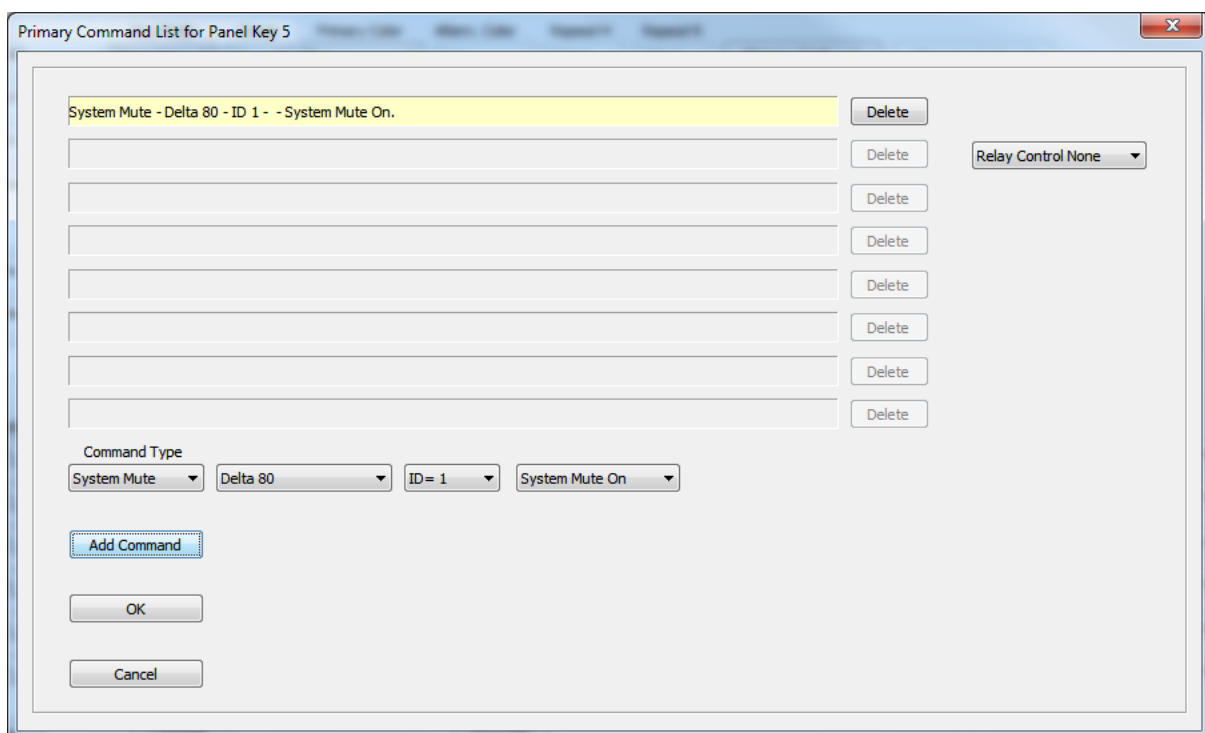 Primary Command List for Panel Key 5
System Mute - Delta 80 - ID 1 -  - System Mute On.
Delete
Delete
Relay Control None
Delete
Delete
Delete
Delete
Delete
Delete
Command Type
System Mute
Delta 80
ID= 1
System Mute On
Add Command
OK
Cancel